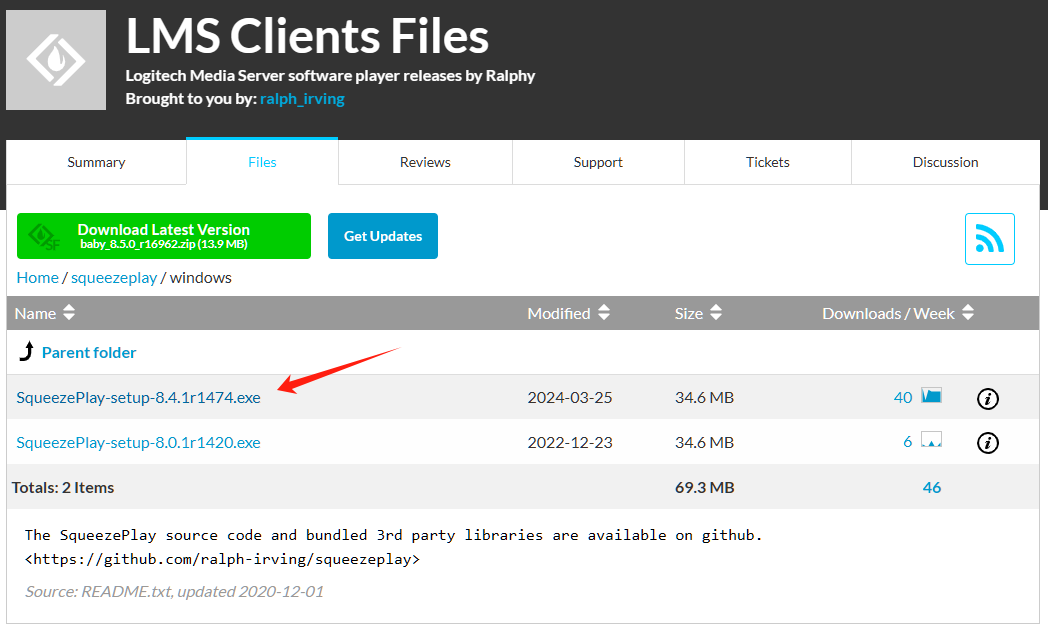 LMS Clients Files
Logitech Media Server software player releases by Ralphy
Brought to you by: ralph_irving
Summary Files Reviews Support Tickets Discussion
SF Download Latest Version
baby_8.5.0_r16962.zip (13.9 MB)
Get Updates
Home / squeezeplay / windows
Name Modified Size Downloads / Week
Parent folder
SqueezePlay-setup-8.4.1r1474.exe 2024-03-25 34.6 MB 40 i
SqueezePlay-setup-8.0.1r1420.exe 2022-12-23 34.6 MB 6 i
Totals: 2 Items 69.3 MB 46
The SqueezePlay source code and bundled 3rd party libraries are available on github.
<https://github.com/ralph-irving/squeezeplay>
Source: README.txt, updated 2020-12-01